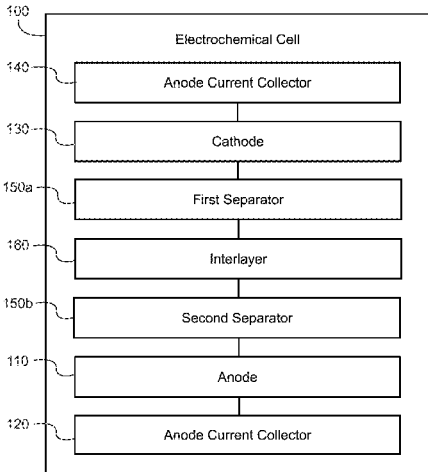 100
Electrochemical Cell
140
Anode Current Collector
130
Cathode
150a
First Separator
160
Interlayer
150b
Second Separator
110
Anode
120
Anode Current Collector